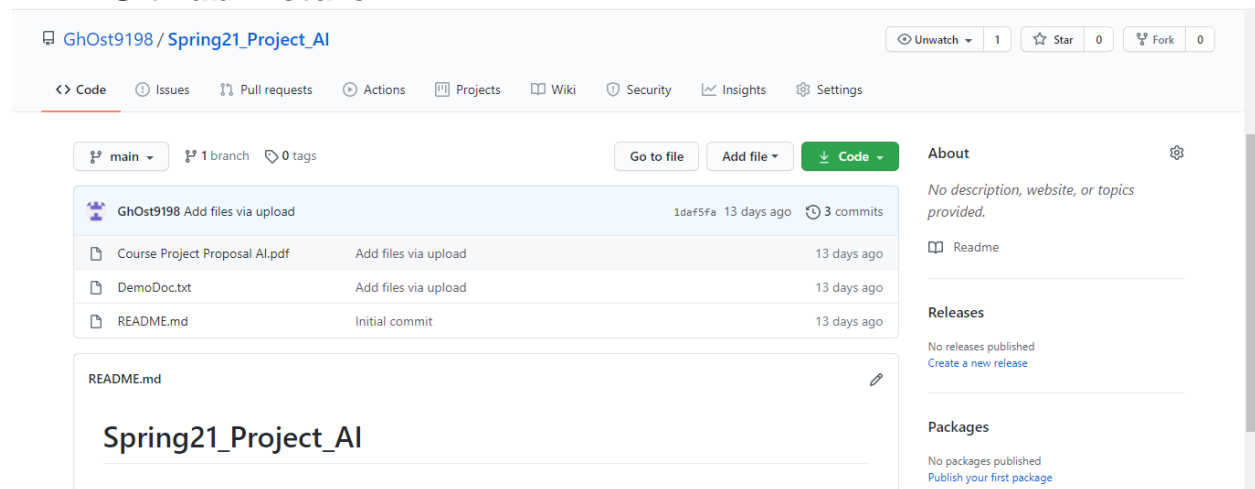 GhOst9198 / Spring21_Project_AI
Unwatch 1 Star 0 Fork 0
<> Code Issues Pull requests Actions Projects Wiki Security Insights Settings
main 1 branch 0 tags Go to file Add file Code
GhOst9198 Add files via upload 1daf5fa 13 days ago 3 commits
Course Project Proposal AI.pdf Add files via upload 13 days ago
DemoDoc.txt Add files via upload 13 days ago
README.md Initial commit 13 days ago
README.md
Spring21_Project_AI
About
No description, website, or topics
provided.
Readme
Releases
No releases published
Create a new release
Packages
No packages published
Publish your first package